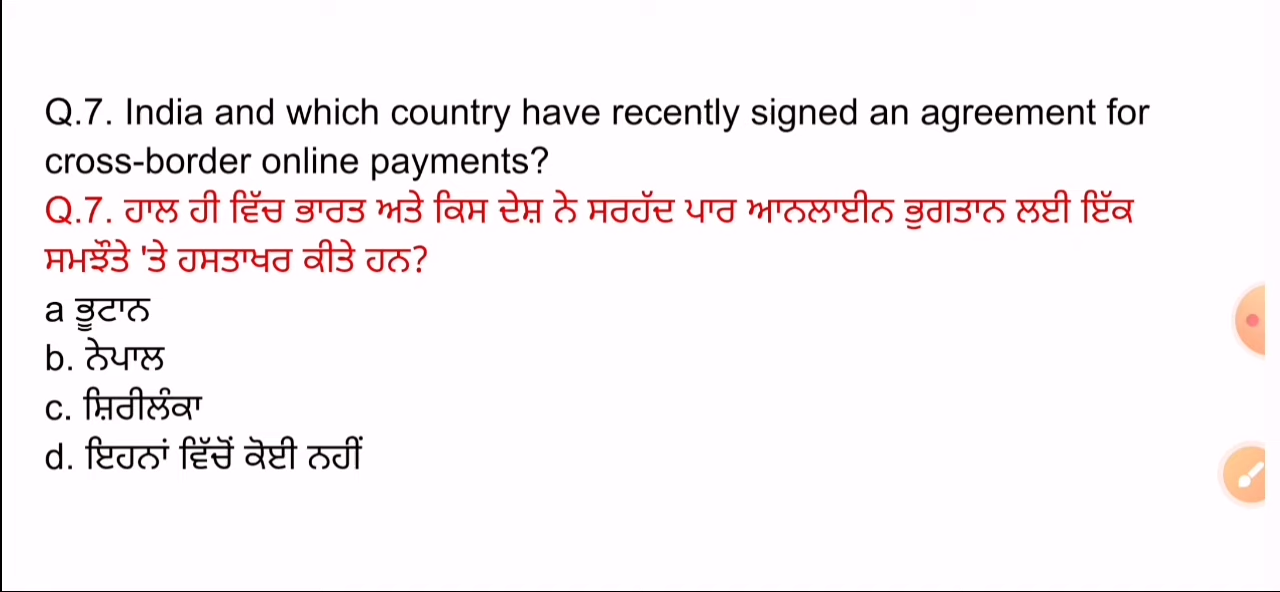 Q.7. India and which country have recently signed an agreement for
cross-border online payments?
Q.7. ਹਾਲ ਹੀ ਵਿੱਚ ਭਾਰਤ ਅਤੇ ਕਿਸ ਦੇਸ਼ ਨੇ ਸਰਹੱਦ ਪਾਰ ਆਨਲਾਈਨ ਭੁਗਤਾਨ ਲਈ ਇੱਕ
ਸਮਝੌਤੇ 'ਤੇ ਹਸਤਾਖਰ ਕੀਤੇ ਹਨ?
a ਭੂਟਾਨ
b. ਨੇਪਾਲ
c. ਸ਼ਿਰੀਲੰਕਾ
d. ਇਹਨਾਂ ਵਿੱਚੋਂ ਕੋਈ ਨਹੀਂ